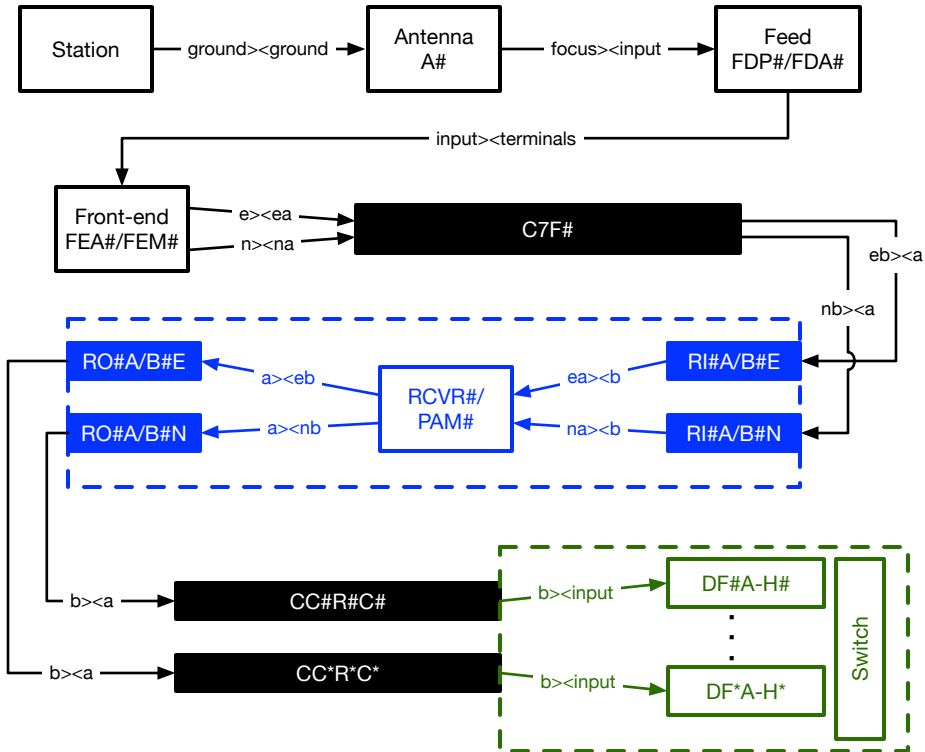 Station
ground><ground
Antenna
A#
focus><input
Feed
FDP#/FDA#
input><terminals
Front-end
FEA#/FEM#
e><ea
n><na
C7F#
eb><a
nb><a
RO#A/B#E
a><eb
RCVR#/
PAM#
ea><b
RI#A/B#E
RO#A/B#N
a><nb
na><b
RI#A/B#N
b><a
CC#R#C#
b><input
DF#A-H#
b><a
CC*R*C*
b><input
DF*A-H*
Switch